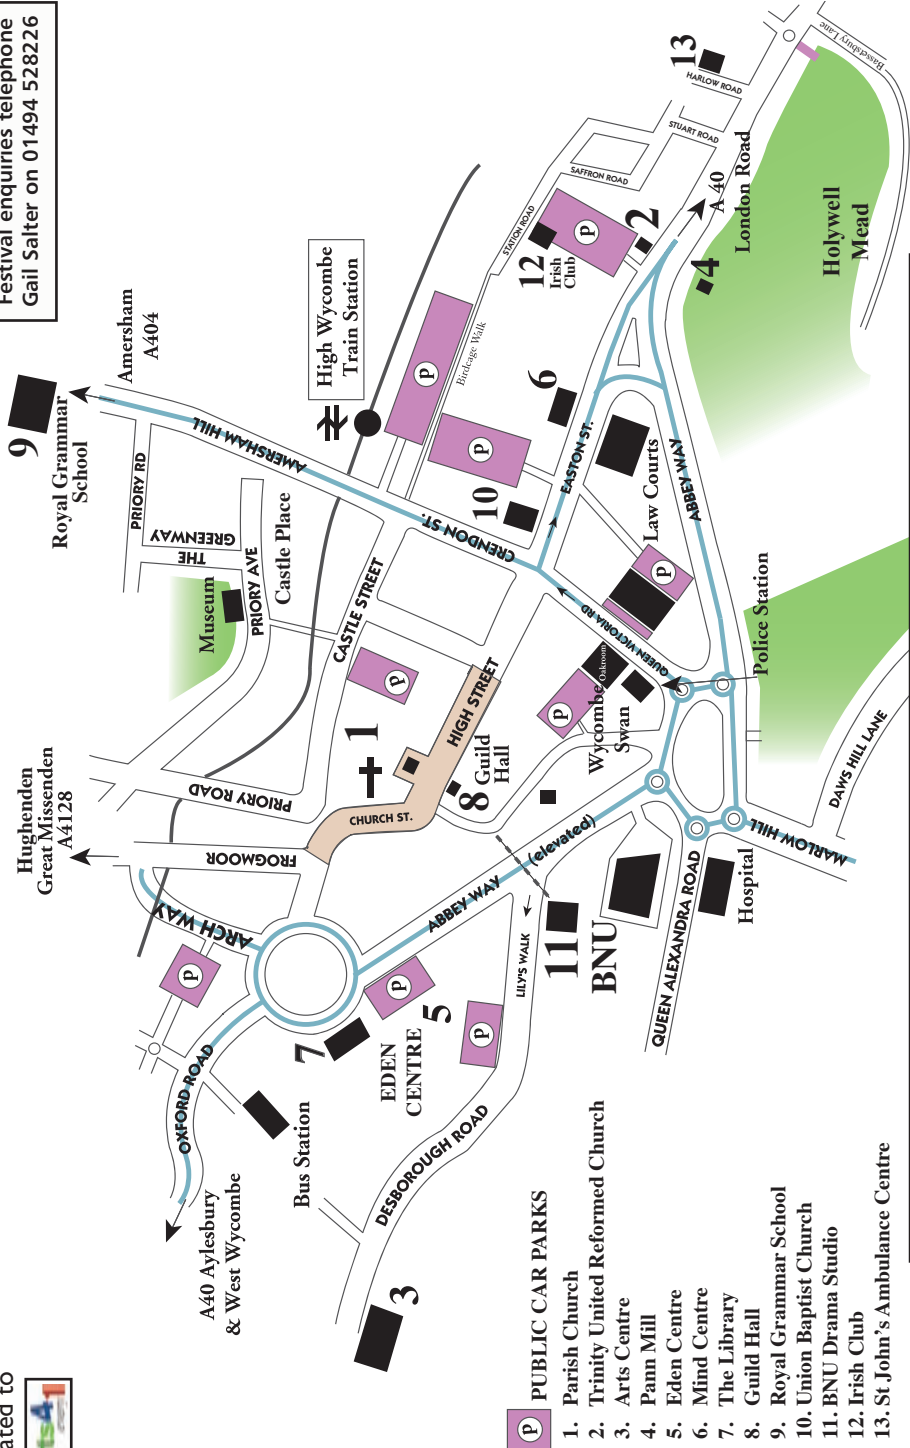 Festival enquiries telephone
Gail Salter on 01494 528226
ated to
ts4
1
Hughenden
Great Missenden
A4128
9
Royal Grammar
School
Amersham
A404
PRIORY RD
THE
GREENWAY
PRIORY AVE
Museum
Castle Place
AMERSHAM HILL
High Wycombe
Train Station
P
P
Birdcage Walk
STATION ROAD
SAFFRON ROAD
STUART ROAD
HARLOW ROAD
13
Bassetsbury Lane
12
Irish
Club
P
2
A 40
London Road
4
Holywell
Mead
6
10
CRENDON ST.
EASTON ST.
Law Courts
ABBEY WAY
P
QUEEN VICTORIA RD
Oakroom
Wycombe
Swan
P
Police Station
CASTLE STREET
P
HIGH STREET
1
Guild
Hall
8
CHURCH ST.
PRIORY ROAD
FROGMOOR
ARCH WAY
P
OXFORD ROAD
A40 Aylesbury
& West Wycombe
Bus Station
7
P
EDEN
CENTRE
5
P
ABBEY WAY
(elevated)
LILY'S WALK
11
BNU
QUEEN ALEXANDRA ROAD
Hospital
MARLOW HILL
DAWS HILL LANE
DESBOROUGH ROAD
3
P PUBLIC CAR PARKS
1. Parish Church
2. Trinity United Reformed Church
3. Arts Centre
4. Pann Mill
5. Eden Centre
6. Mind Centre
7. The Library
8. Guild Hall
9. Royal Grammar School
10. Union Baptist Church
11. BNU Drama Studio
12. Irish Club
13. St John's Ambulance Centre